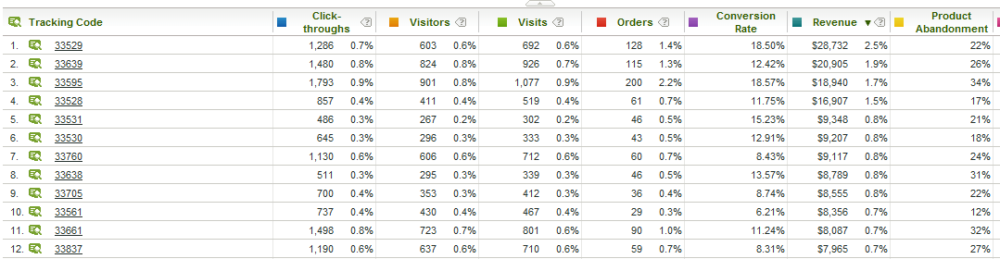 Tracking Code Click-throughs ? Visitors ? Visits ? Orders ? Conversion Rate Revenue ▼ ? Product Abandonment
1. 33529 1,286 0.7% 603 0.6% 692 0.6% 128 1.4% 18.50% $28,732 2.5% 22%
2. 33639 1,480 0.8% 824 0.8% 926 0.7% 115 1.3% 12.42% $20,905 1.9% 26%
3. 33595 1,793 0.9% 901 0.8% 1,077 0.9% 200 2.2% 18.57% $18,940 1.7% 34%
4. 33528 857 0.4% 411 0.4% 519 0.4% 61 0.7% 11.75% $16,907 1.5% 17%
5. 33531 486 0.3% 267 0.2% 302 0.2% 46 0.5% 15.23% $9,348 0.8% 21%
6. 33530 645 0.3% 296 0.3% 333 0.3% 43 0.5% 12.91% $9,207 0.8% 18%
7. 33760 1,130 0.6% 606 0.6% 712 0.6% 60 0.7% 8.43% $9,117 0.8% 24%
8. 33638 511 0.3% 295 0.3% 339 0.3% 46 0.5% 13.57% $8,789 0.8% 31%
9. 33705 700 0.4% 353 0.3% 412 0.3% 36 0.4% 8.74% $8,555 0.8% 22%
10. 33561 737 0.4% 430 0.4% 467 0.4% 29 0.3% 6.21% $8,356 0.7% 12%
11. 33661 1,498 0.8% 723 0.7% 801 0.6% 90 1.0% 11.24% $8,087 0.7% 32%
12. 33837 1,190 0.6% 637 0.6% 710 0.6% 59 0.7% 8.31% $7,965 0.7% 27%